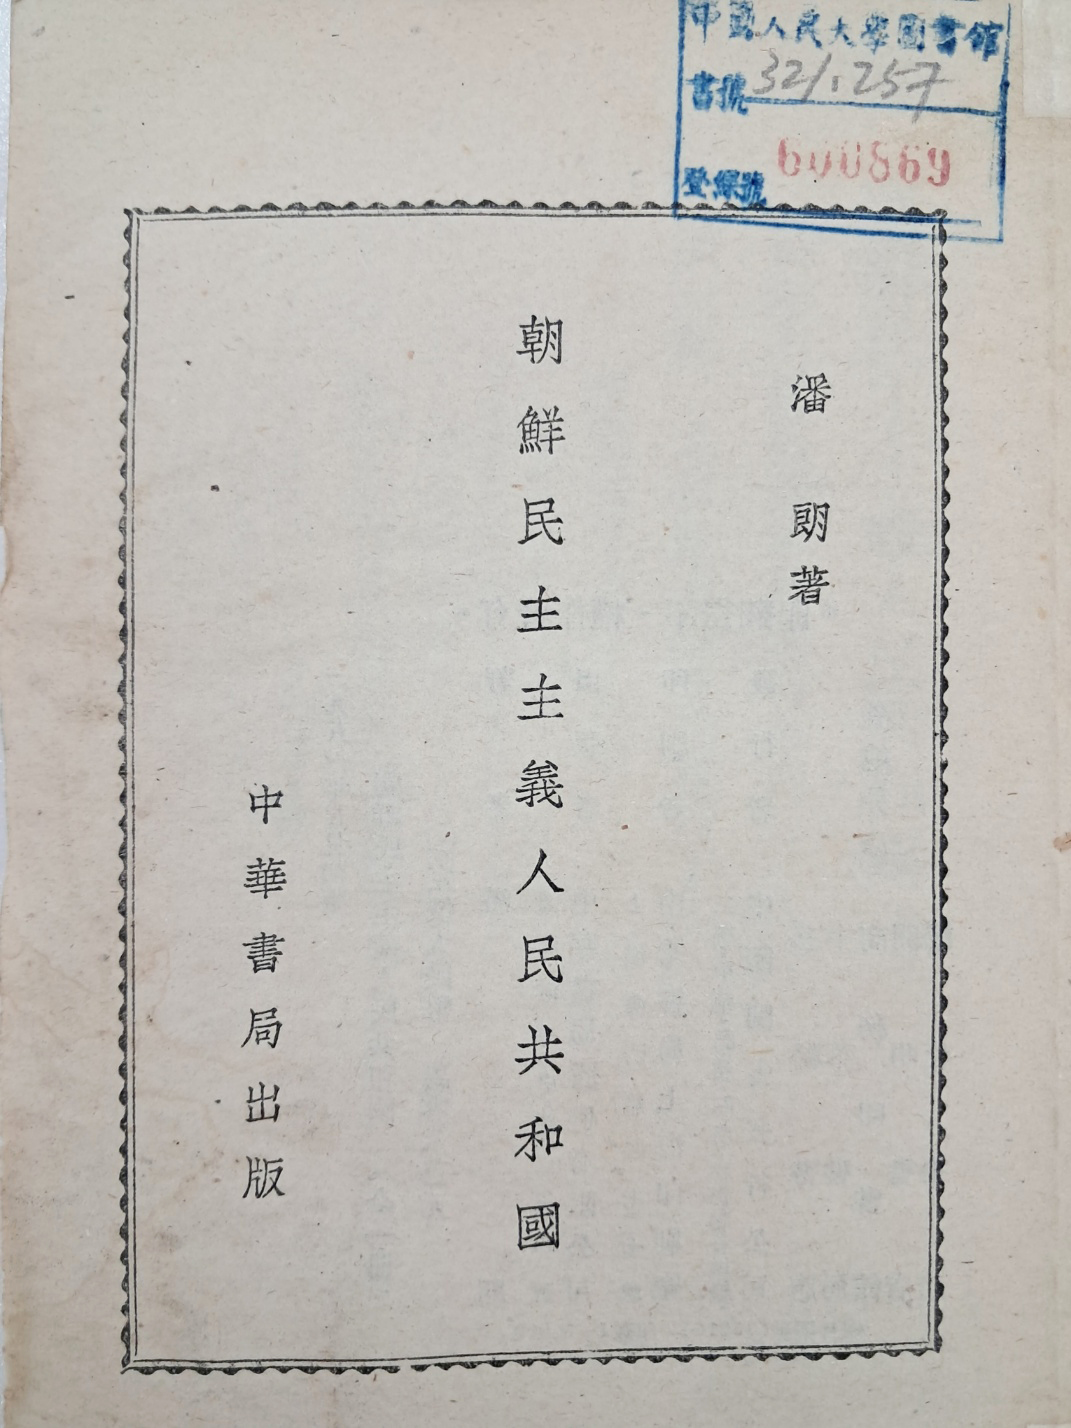 中國人民大學圖書館
書號 321.257
登錄號 600869
潘朗著
朝鮮民主主義人民共和國
中華書局出版